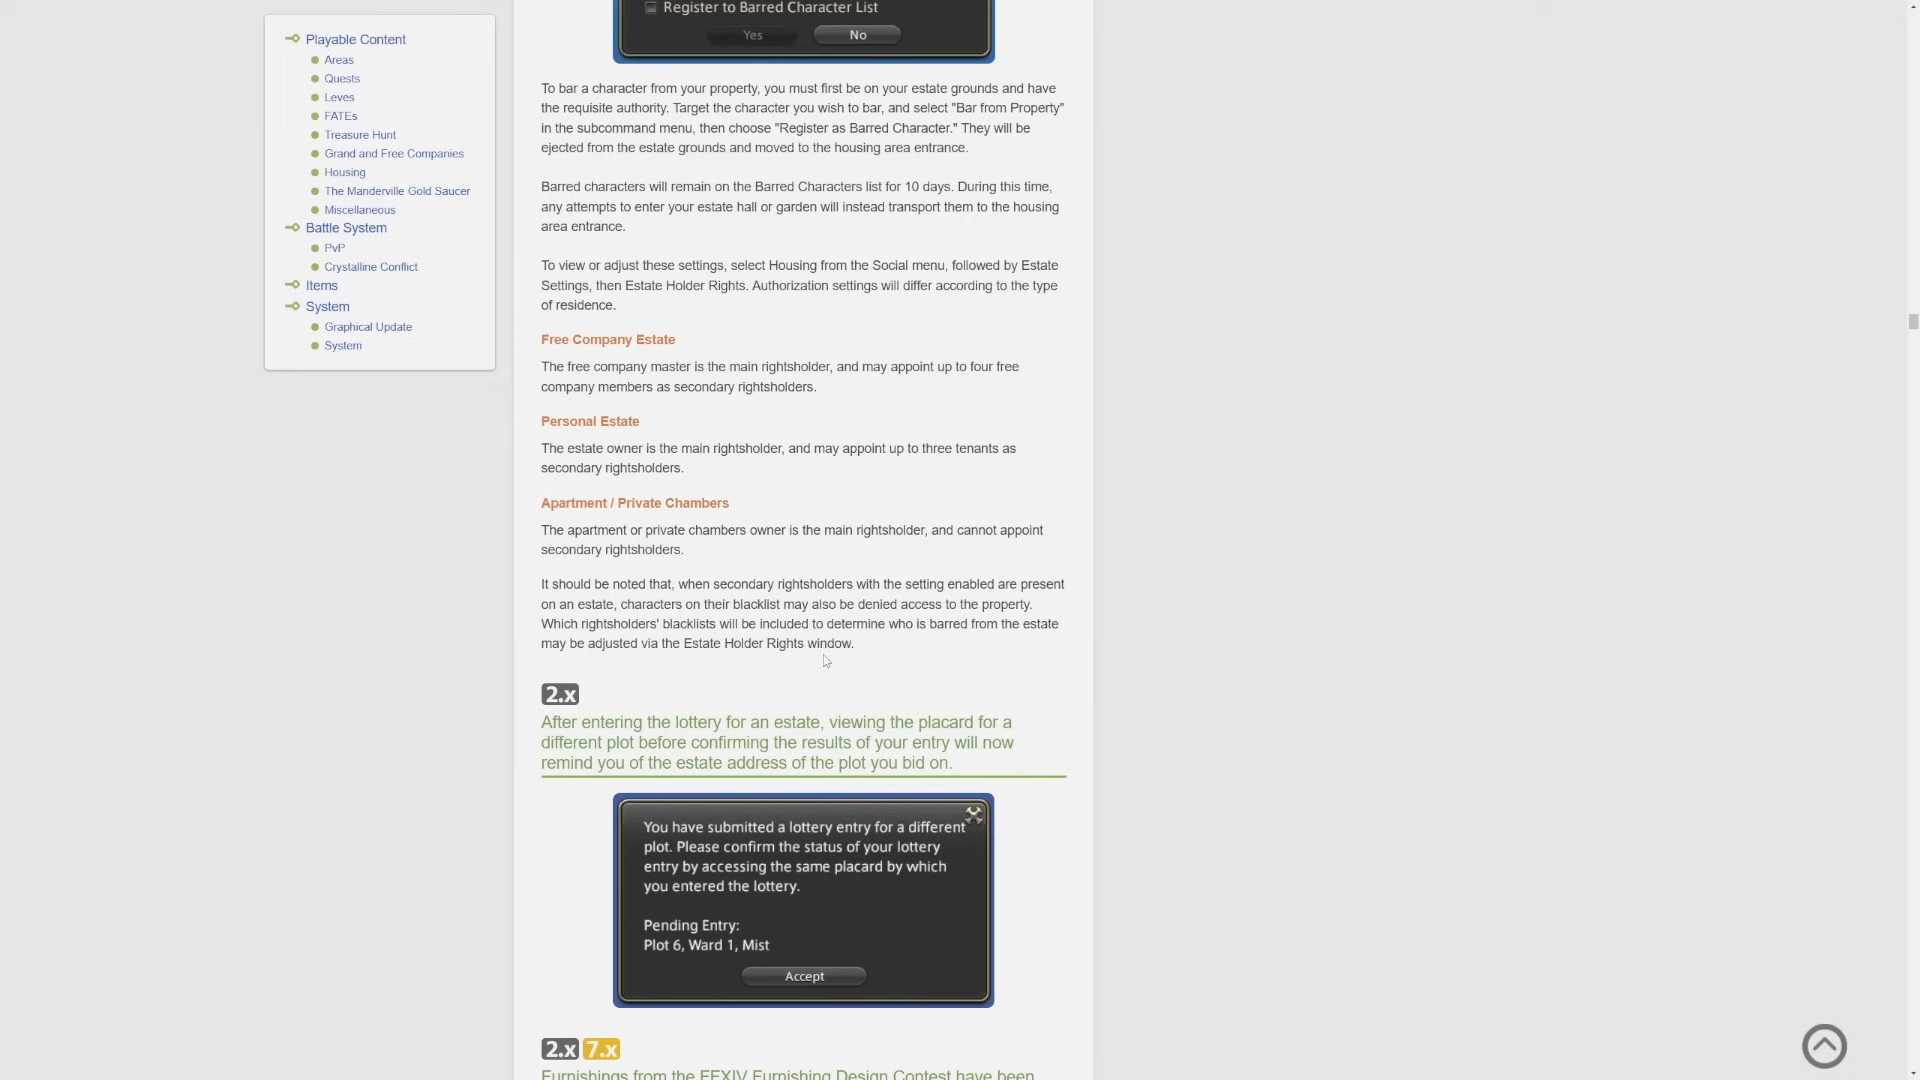 Playable Content
Areas
Quests
Leves
FATEs
Treasure Hunt
Grand and Free Companies
Housing
The Manderville Gold Saucer
Miscellaneous
Battle System
PvP
Crystalline Conflict
Items
System
Graphical Update
System
Register to Barred Character List
Yes
No
To bar a character from your property, you must first be on your estate grounds and have
the requisite authority. Target the character you wish to bar, and select "Bar from Property"
in the subcommand menu, then choose "Register as Barred Character." They will be
ejected from the estate grounds and moved to the housing area entrance.
Barred characters will remain on the Barred Characters list for 10 days. During this time,
any attempts to enter your estate hall or garden will instead transport them to the housing
area entrance.
To view or adjust these settings, select Housing from the Social menu, followed by Estate
Settings, then Estate Holder Rights. Authorization settings will differ according to the type
of residence.
Free Company Estate
The free company master is the main rightsholder, and may appoint up to four free
company members as secondary rightsholders.
Personal Estate
The estate owner is the main rightsholder, and may appoint up to three tenants as
secondary rightsholders.
Apartment / Private Chambers
The apartment or private chambers owner is the main rightsholder, and cannot appoint
secondary rightsholders.
It should be noted that, when secondary rightsholders with the setting enabled are present
on an estate, characters on their blacklist may also be denied access to the property.
Which rightsholders' blacklists will be included to determine who is barred from the estate
may be adjusted via the Estate Holder Rights window.
2.x
After entering the lottery for an estate, viewing the placard for a
different plot before confirming the results of your entry will now
remind you of the estate address of the plot you bid on.
You have submitted a lottery entry for a different
plot. Please confirm the status of your lottery
entry by accessing the same placard by which
you entered the lottery.
Pending Entry:
Plot 6, Ward 1, Mist
Accept
2.x 7.x
Furnishings from the FFXIV Furnishing Design Contest have been